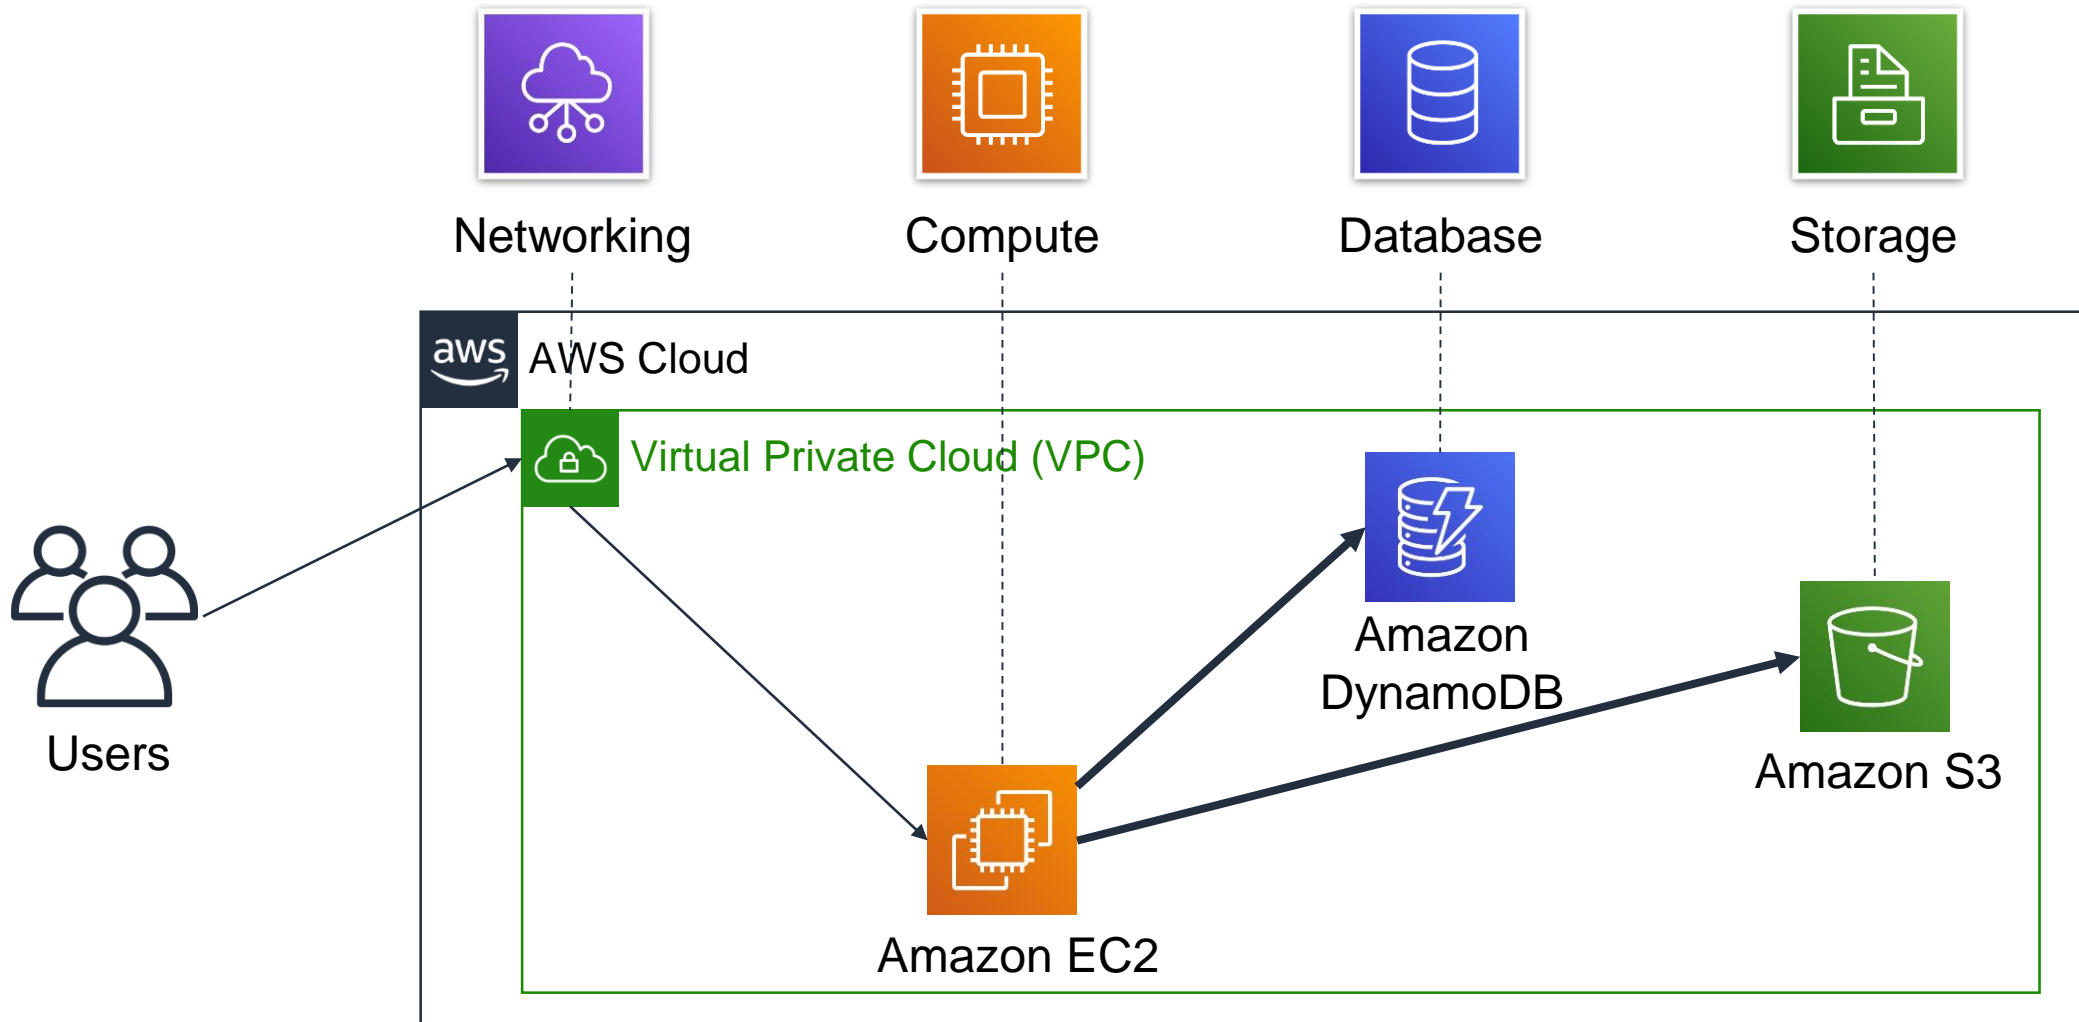 Networking
Compute
Database
Storage
aws
AWS Cloud
Virtual Private Cloud (VPC)
Users
Amazon
DynamoDB
Amazon S3
Amazon EC2